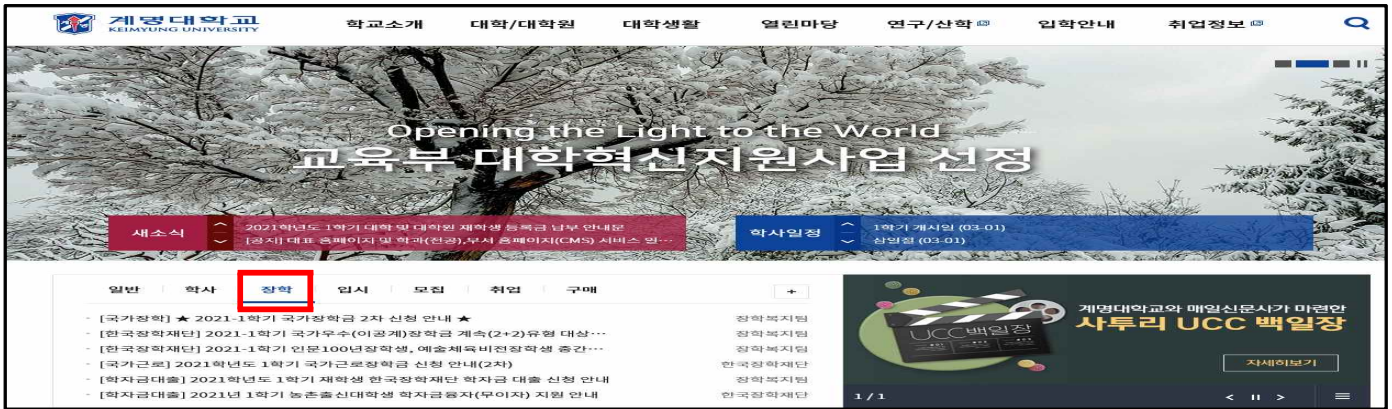 계명대학교
KEIMYUNG UNIVERSITY
학교소개 대학/대학원 대학생활 열린마당 연구/산학 입학안내 취업정보
Opening the Light to the World
교육부 대학혁신지원사업 선정
새소식
2021학년도 1학기 대학 및 대학원 재학생 등록금 납부 안내문
[공지] 대표 홈페이지 및 학과(전공),부서 홈페이지(CMS) 서비스 일…
학사일정
1학기 개시일 (03-01)
삼일절 (03-01)
일반 학사 장학 입시 모집 취업 구매 +
- [국가장학] ★ 2021-1학기 국가장학금 2차 신청 안내 ★ 장학복지팀
- [한국장학재단] 2021-1학기 국가우수(이공계)장학금 계속(2+2)유형 대상… 장학복지팀
- [한국장학재단] 2021-1학기 인문100년장학생, 예술체육비전장학생 중간… 장학복지팀
- [국가근로] 2021학년도 1학기 국가근로장학금 신청 안내(2차) 한국장학재단
- [학자금대출] 2021학년도 1학기 재학생 한국장학재단 학자금 대출 신청 안내 장학복지팀
- [학자금대출] 2021년 1학기 농촌출신대학생 학자금융자(무이자) 지원 안내 한국장학재단
UCC백일장
계명대학교와 매일신문사가 마련한
사투리 UCC 백일장
자세히보기
1 / 1